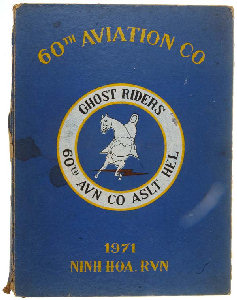 60TH AVIATION CO
GHOST RIDERS
60TH AVN CO ASLT HEL
1971
NINH HOA, RVN